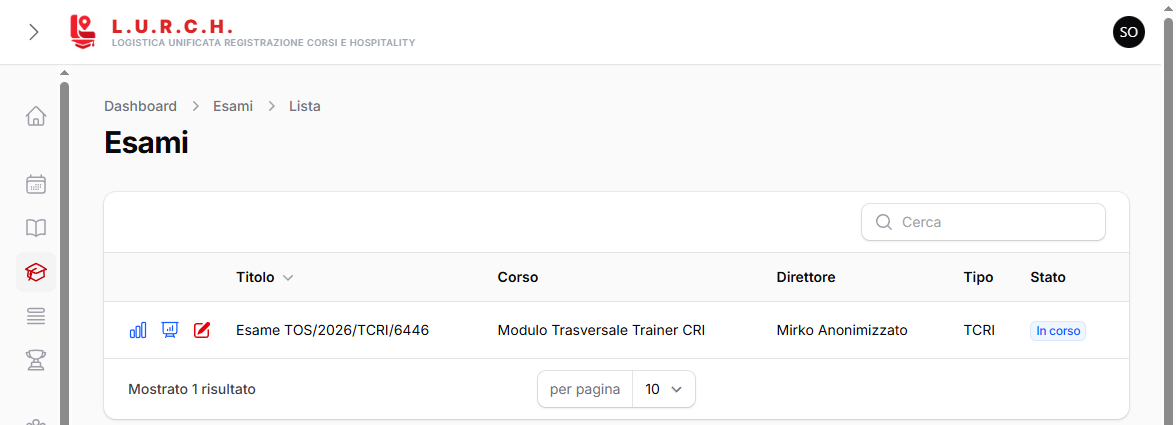 L.U.R.C.H.
LOGISTICA UNIFICATA REGISTRAZIONE CORSI E HOSPITALITY
SO
Dashboard > Esami > Lista
Esami
Cerca
Titolo Corso Direttore Tipo Stato
Esame TOS/2026/TCRI/6446 Modulo Trasversale Trainer CRI Mirko Anonimizzato TCRI In corso
Mostrato 1 risultato per pagina 10